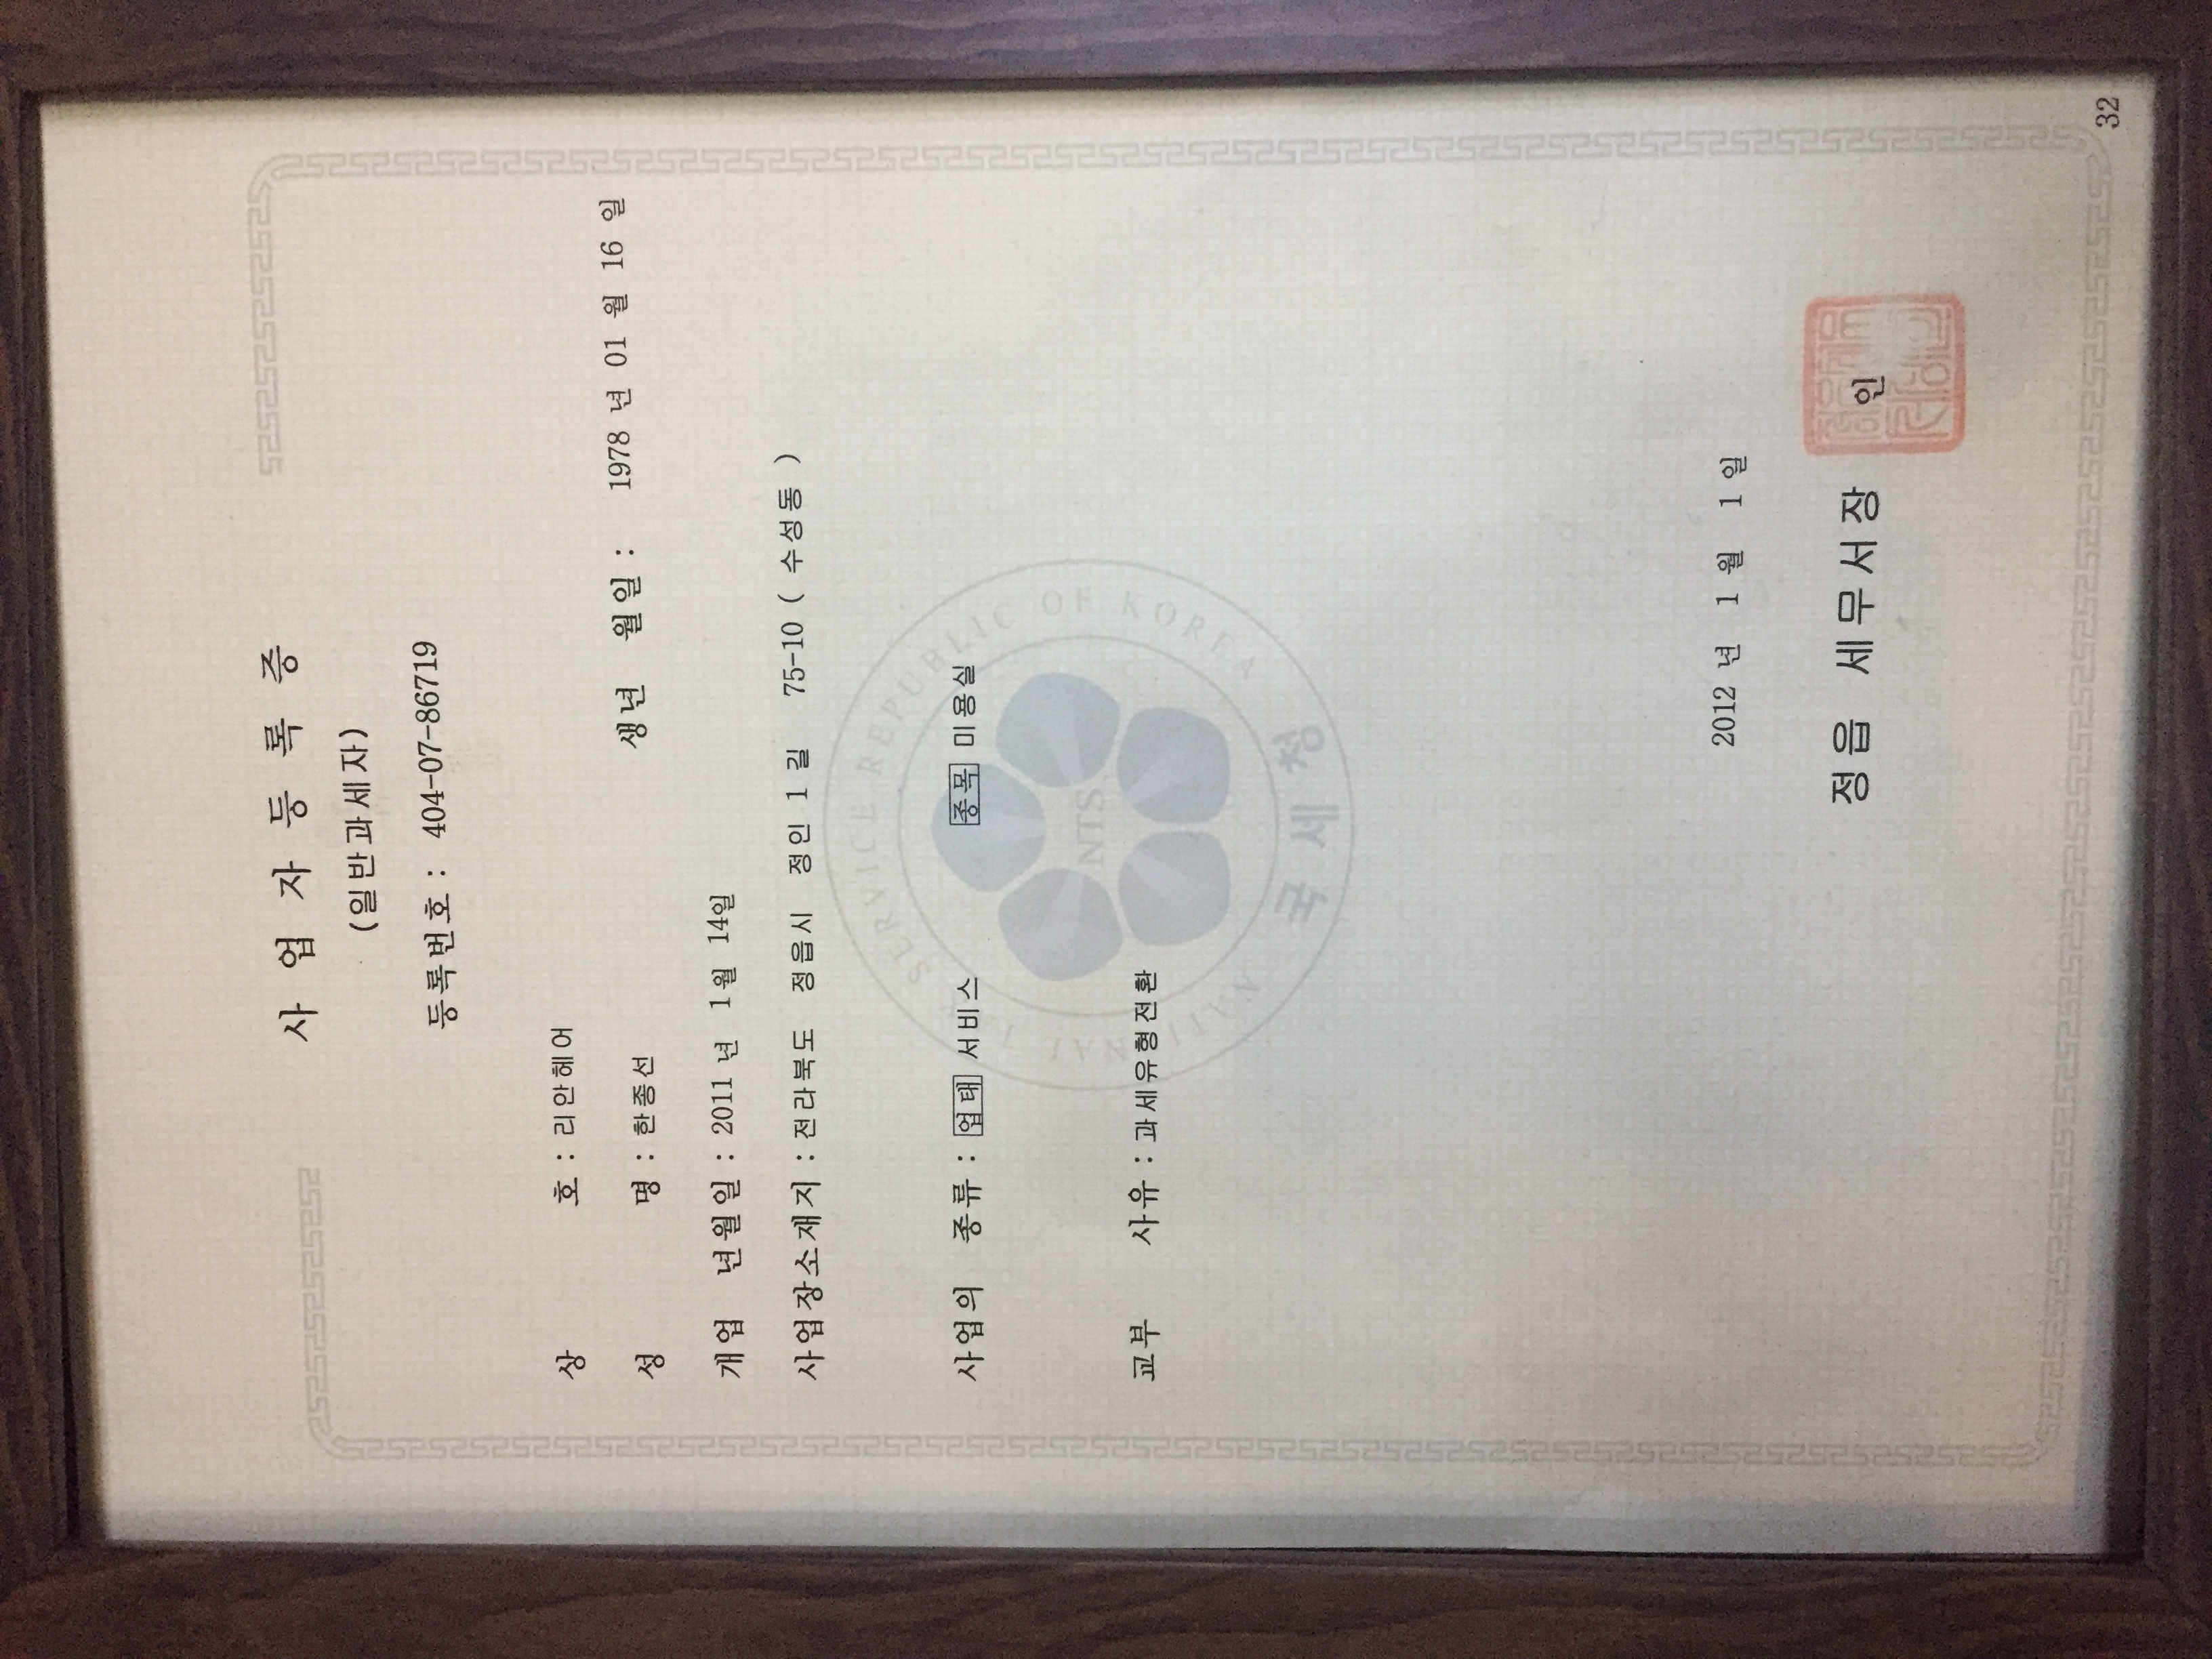 사업자등록증
(일반과세자)
등록번호 : 404-07-86719
상 호 : 리안헤어
성 명 : 한종선 생년 월일 : 1978 년 01 월 16 일
개업 년월일 : 2011 년 1 월 14일
사업장소재지 : 전라북도 정읍시 정인 1 길 75-10 ( 수성동 )
사업의 종류 : 업태 서비스 종목 미용실
교부 사유 : 과세유형전환
NATIONAL TAX SERVICE REPUBLIC OF KOREA
NTS
국세청
2012 년 1 월 1 일
정읍 세무서장 인
32